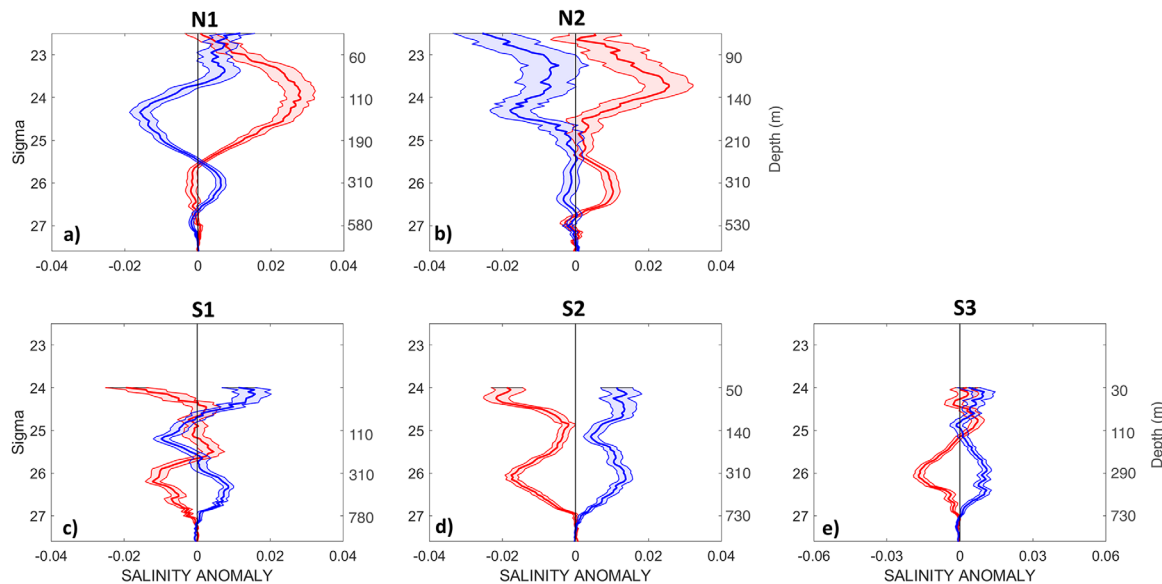 N1
N2
23
24
25
26
27
Sigma
60
110
190
310
580
a)
-0.04 -0.02 0 0.02 0.04
90
140
210
310
530
Depth (m)
b)
-0.04 -0.02 0 0.02 0.04
S1
S2
S3
23
24
25
26
27
Sigma
110
310
780
c)
-0.04 -0.02 0 0.02 0.04
SALINITY ANOMALY
23
24
25
26
27
50
140
310
730
d)
-0.04 -0.02 0 0.02 0.04
SALINITY ANOMALY
23
24
25
26
27
30
110
290
730
Depth (m)
e)
-0.06 -0.03 0 0.03 0.06
SALINITY ANOMALY